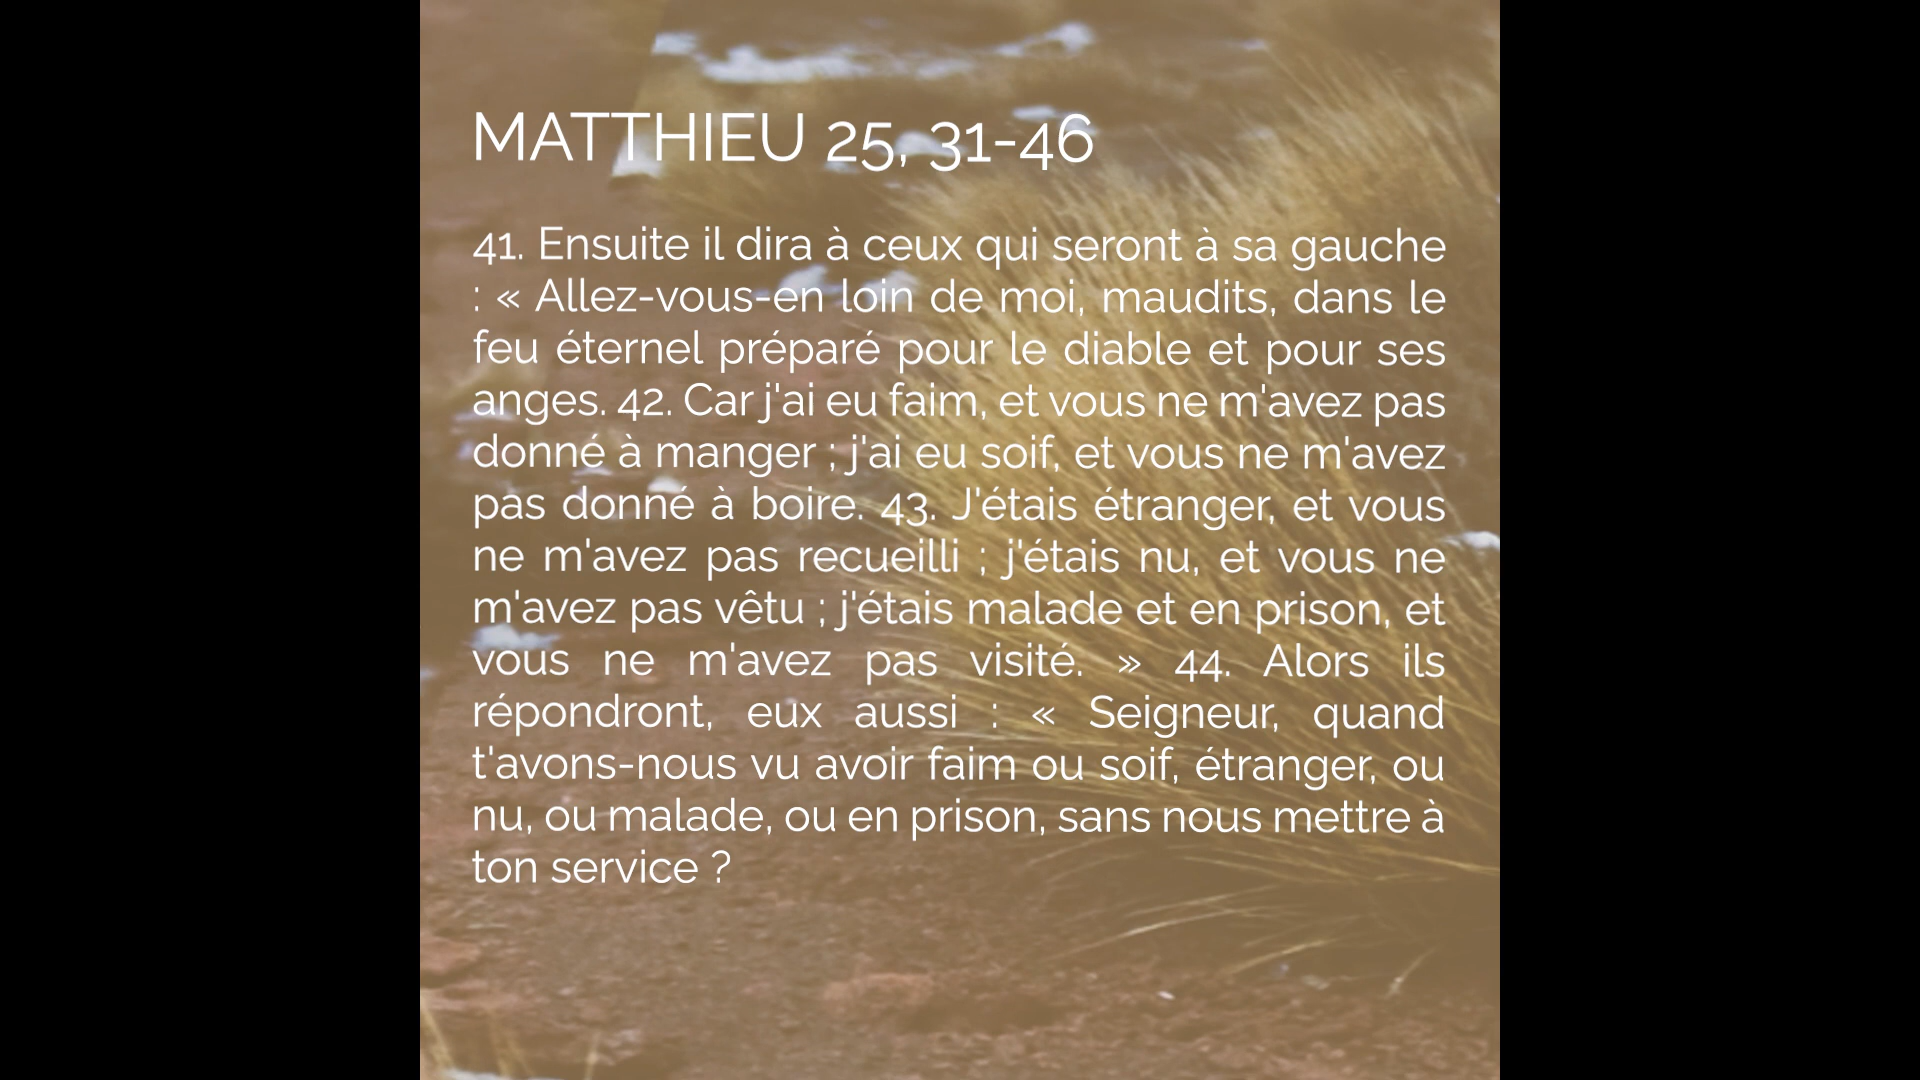 MATTHIEU 25, 31-46
41. Ensuite il dira à ceux qui seront à sa gauche
: « Allez-vous-en loin de moi, maudits, dans le
feu éternel préparé pour le diable et pour ses
anges. 42. Car j'ai eu faim, et vous ne m'avez pas
donné à manger ; j'ai eu soif, et vous ne m'avez
pas donné à boire. 43. J'étais étranger, et vous
ne m'avez pas recueilli ; j'étais nu, et vous ne
m'avez pas vêtu ; j'étais malade et en prison, et
vous ne m'avez pas visité. » 44. Alors ils
répondront, eux aussi : « Seigneur, quand
t'avons-nous vu avoir faim ou soif, étranger, ou
nu, ou malade, ou en prison, sans nous mettre à
ton service ?